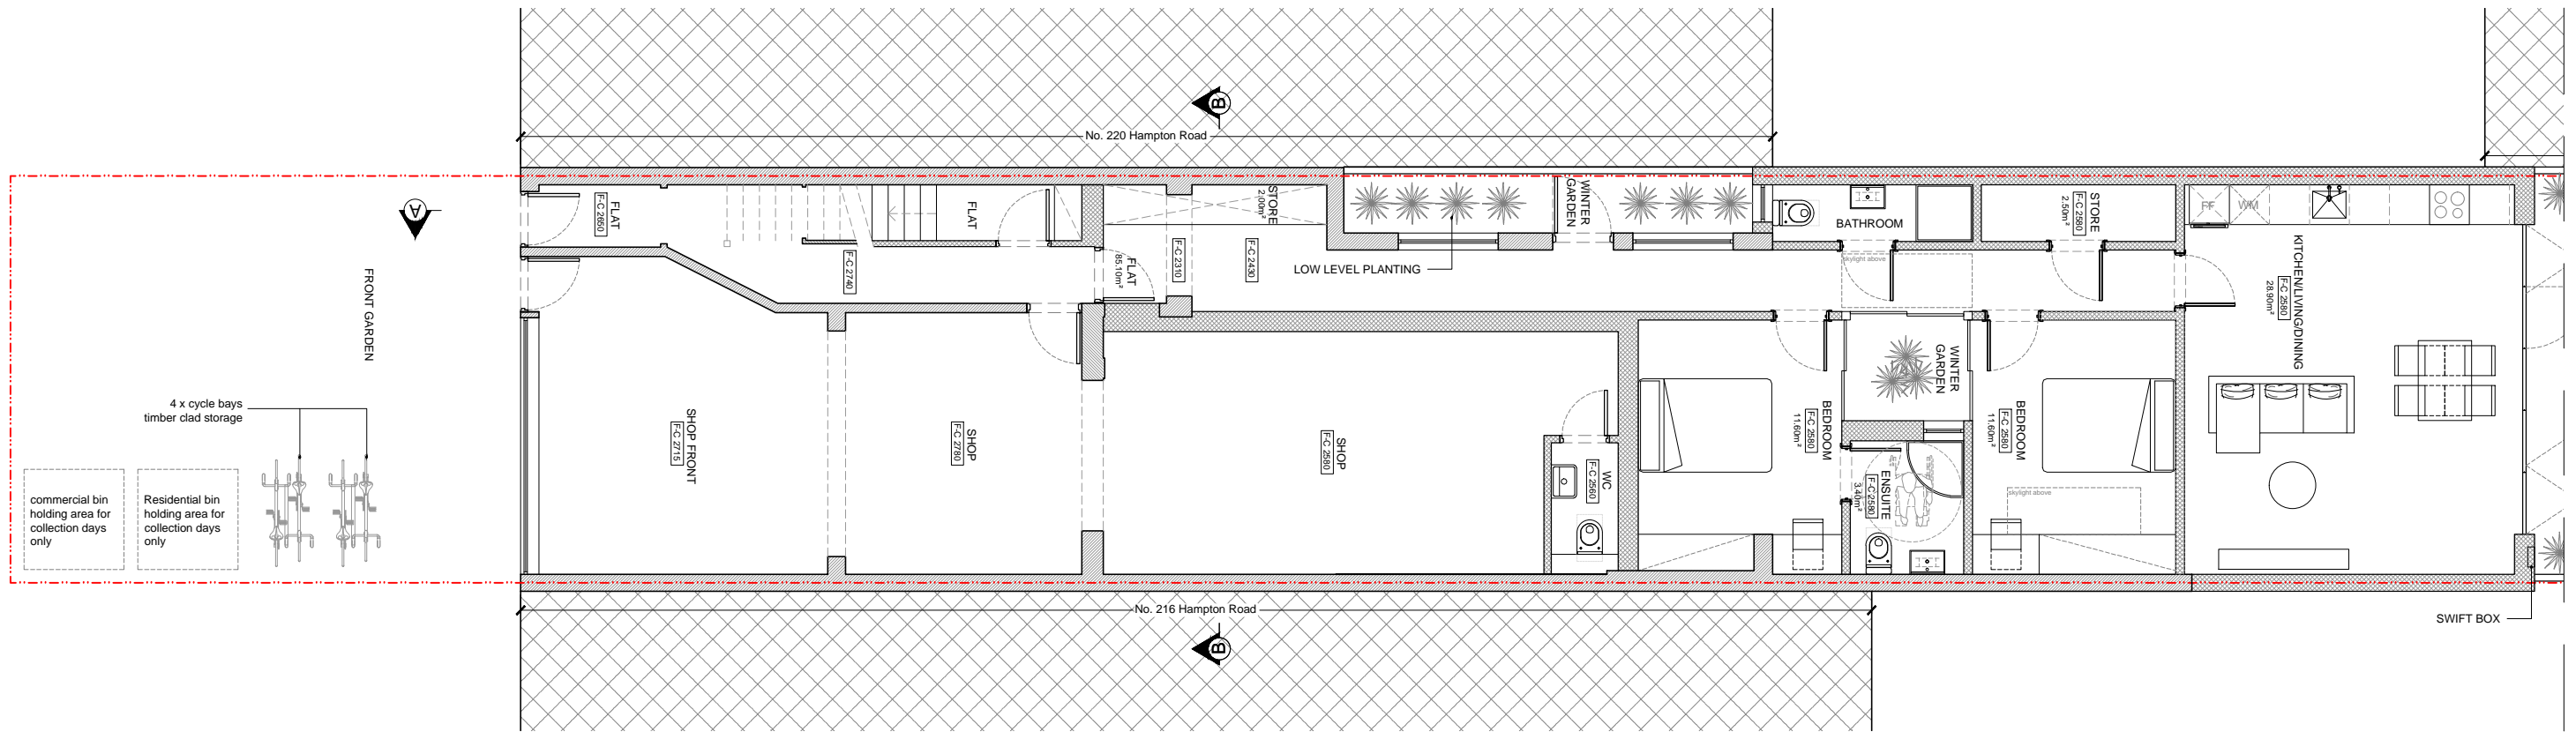 No. 220 Hampton Road
B
A
FLAT
F-C 2650
F-C 2740
FLAT
FLAT
85.10m²
F-C 2310
F-C 2430
STORE
2.00m²
LOW LEVEL PLANTING
WINTER
GARDEN
BATHROOM
skylight above
STORE
F-C 2580
2.50m²
FF
WM
KITCHEN/LIVING/DINING
F-C 2580
28.90m²
FRONT GARDEN
4 x cycle bays
timber clad storage
commercial bin
holding area for
collection days
only
Residential bin
holding area for
collection days
only
SHOP FRONT
F-C 2715
SHOP
F-C 2780
SHOP
F-C 2580
WC
F-C 2560
BEDROOM
F-C 2580
11.60m²
WINTER
GARDEN
ENSUITE
F-C 2580
3.40m²
BEDROOM
F-C 2580
11.60m²
skylight above
No. 216 Hampton Road
B
SWIFT BOX